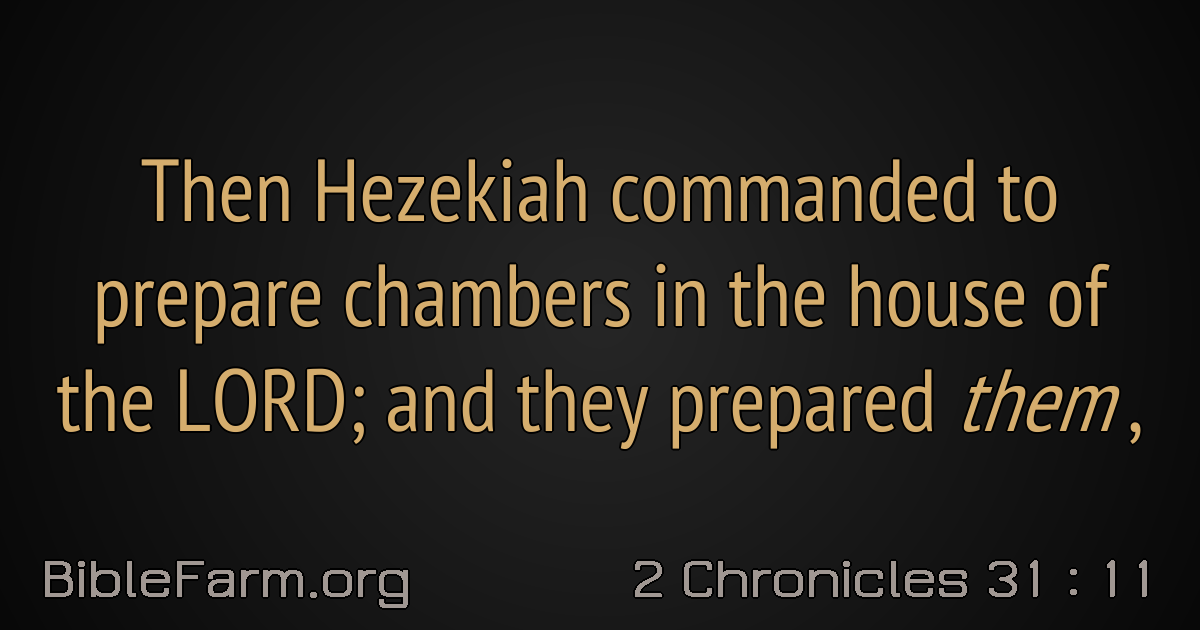 Then Hezekiah commanded to
prepare chambers in the house of
the LORD; and they prepared them,
BibleFarm.org
2 Chronicles 31 : 11